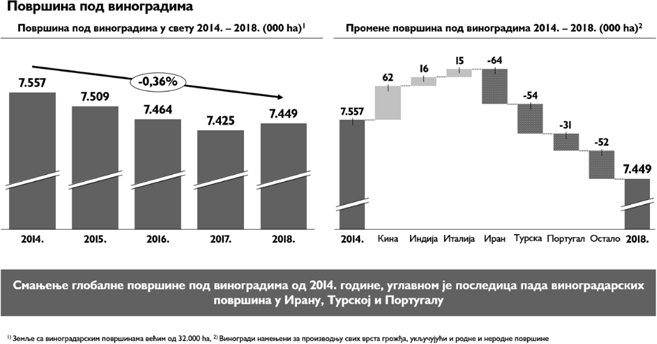 Површина под виноградима
Површина под виноградима у свету 2014. – 2018. (000 ha)¹
Промене површина под виноградима 2014. – 2018. (000 ha)²
-0,36%
7.557
7.509
7.464
7.425
7.449
2014.
2015.
2016.
2017.
2018.
7.557
62
16
15
-64
-54
-31
-52
7.449
2014.
Кина
Индија
Италија
Иран
Турска
Португал
Остало
2018.
Смањење глобалне површине под виноградима од 2014. године, углавном је последица пада виноградарских
површина у Ирану, Турској и Португалу
¹⁾ Земље са виноградарским површинама већим од 32.000 ha, ²⁾ Виногради намењени за производњу свих врста грожђа, укључујући и родне и неродне површине